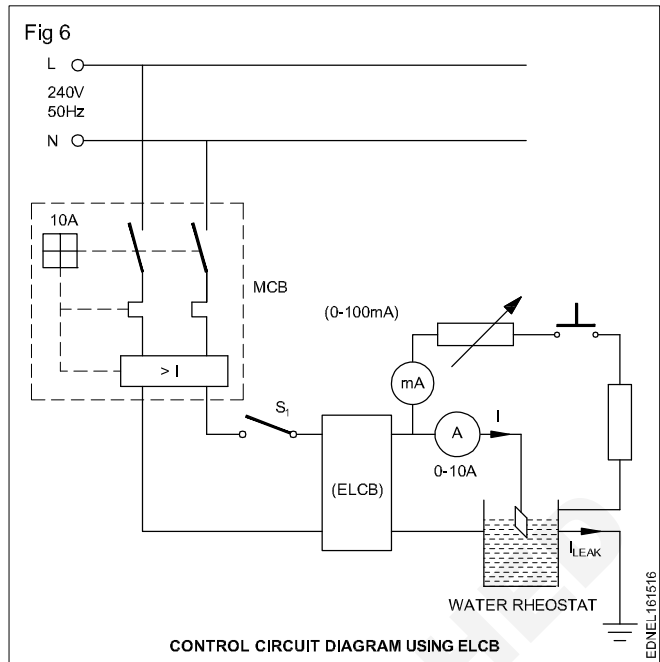 Fig 6
L
240V
50Hz
N
10A
MCB
> I
(0-100mA)
mA
S₁
I
A
0-10A
(ELCB)
I LEAK
WATER RHEOSTAT
CONTROL CIRCUIT DIAGRAM USING ELCB
EDNEL161516